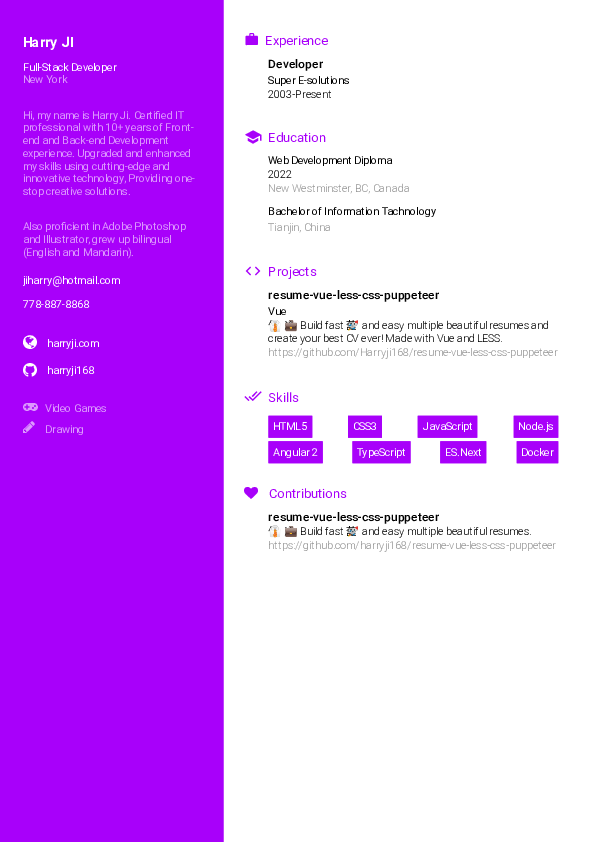 Harry JI
Full-Stack Developer
New York
Hi, my name is Harry Ji. Certified IT
professional with 10+ years of Front-
end and Back-end Development
experience. Upgraded and enhanced
my skills using cutting-edge and
innovative technology, Providing one-
stop creative solutions.
Also proficient in Adobe Photoshop
and Illustrator, grew up bilingual
(English and Mandarin).
jiharry@hotmail.com
778-887-8868
harryji.com
harryji168
Video Games
Drawing
Experience
Developer
Super E-solutions
2003-Present
Education
Web Development Diploma
2022
New Westminster, BC, Canada
Bachelor of Information Tachnology
Tianjin, China
Projects
resume-vue-less-css-puppeteer
Vue
Build fast and easy multiple beautiful resumes and
create your best CV ever! Made with Vue and LESS.
https://github.com/Harryji168/resume-vue-less-css-puppeteer
Skills
HTML5 CSS3 JavaScript Node.js
Angular 2 TypeScript ES.Next Docker
Contributions
resume-vue-less-css-puppeteer
Build fast and easy multiple beautiful resumes.
https://github.com/harryji168/resume-vue-less-css-puppeteer